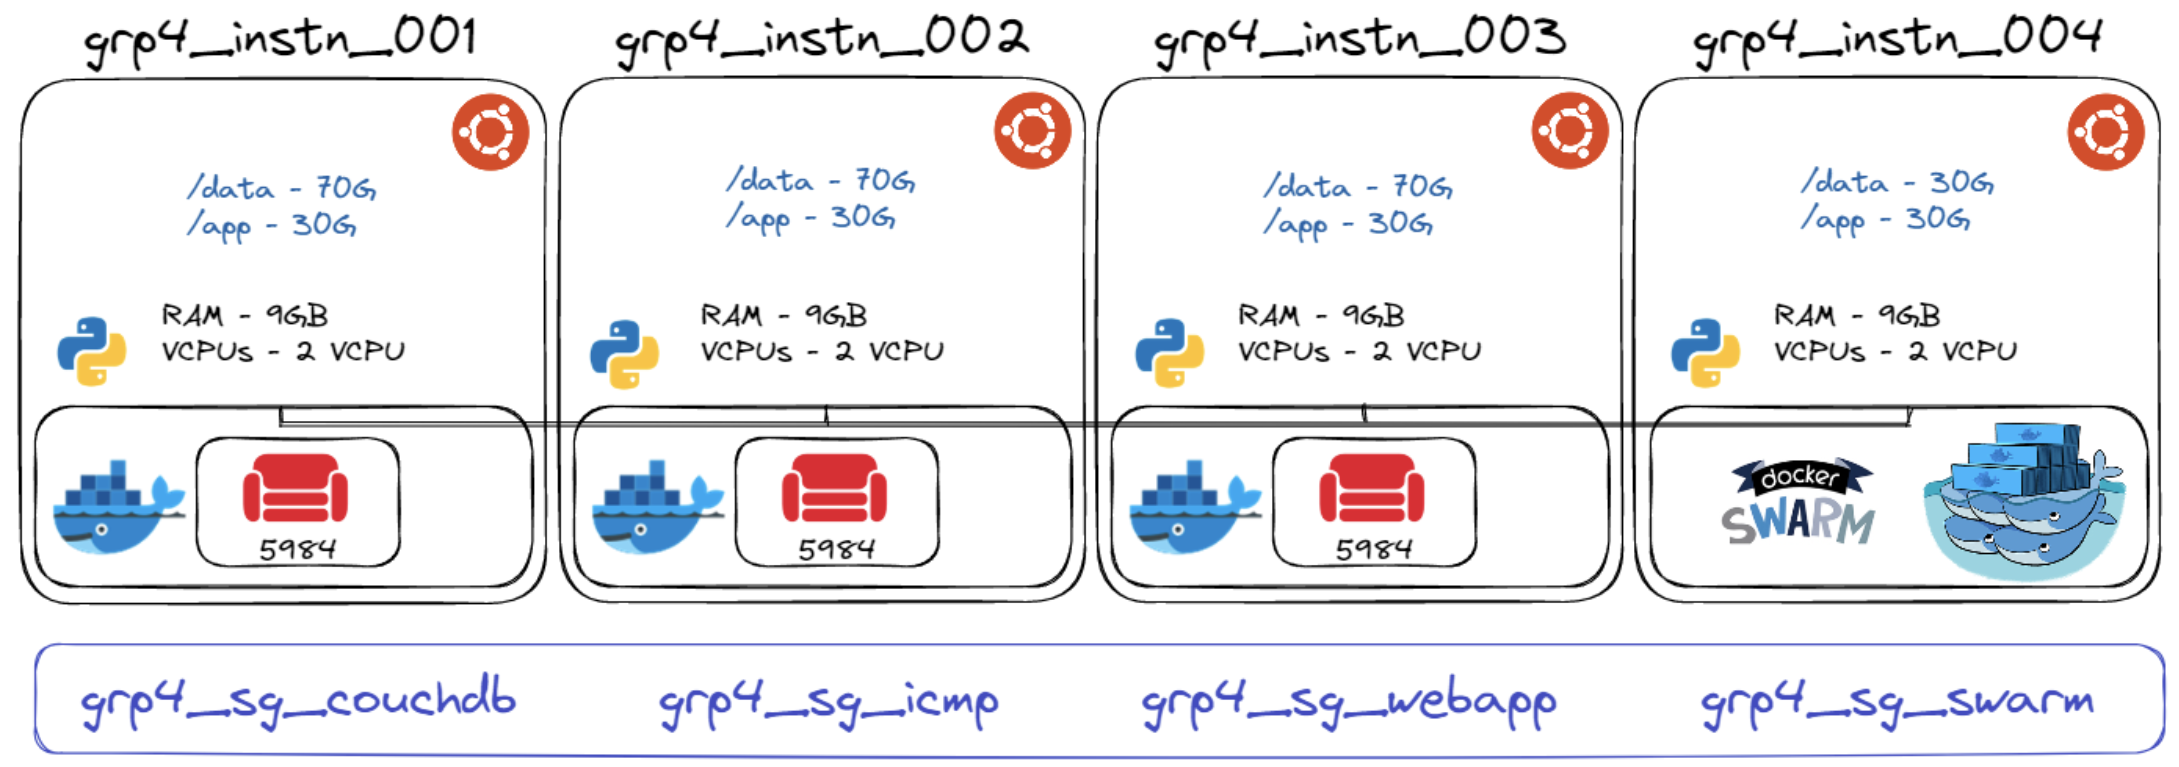 grp4_instn_001
grp4_instn_002
grp4_instn_003
grp4_instn_004
/data - 70G
/app - 30G
RAM - 9GB
VCPUs - 2 VCPU
5984
/data - 70G
/app - 30G
RAM - 9GB
VCPUs - 2 VCPU
5984
/data - 70G
/app - 30G
RAM - 9GB
VCPUs - 2 VCPU
5984
/data - 30G
/app - 30G
RAM - 9GB
VCPUs - 2 VCPU
docker
SWARM
grp4_sg_couchdb
grp4_sg_icmp
grp4_sg_webapp
grp4_sg_swarm